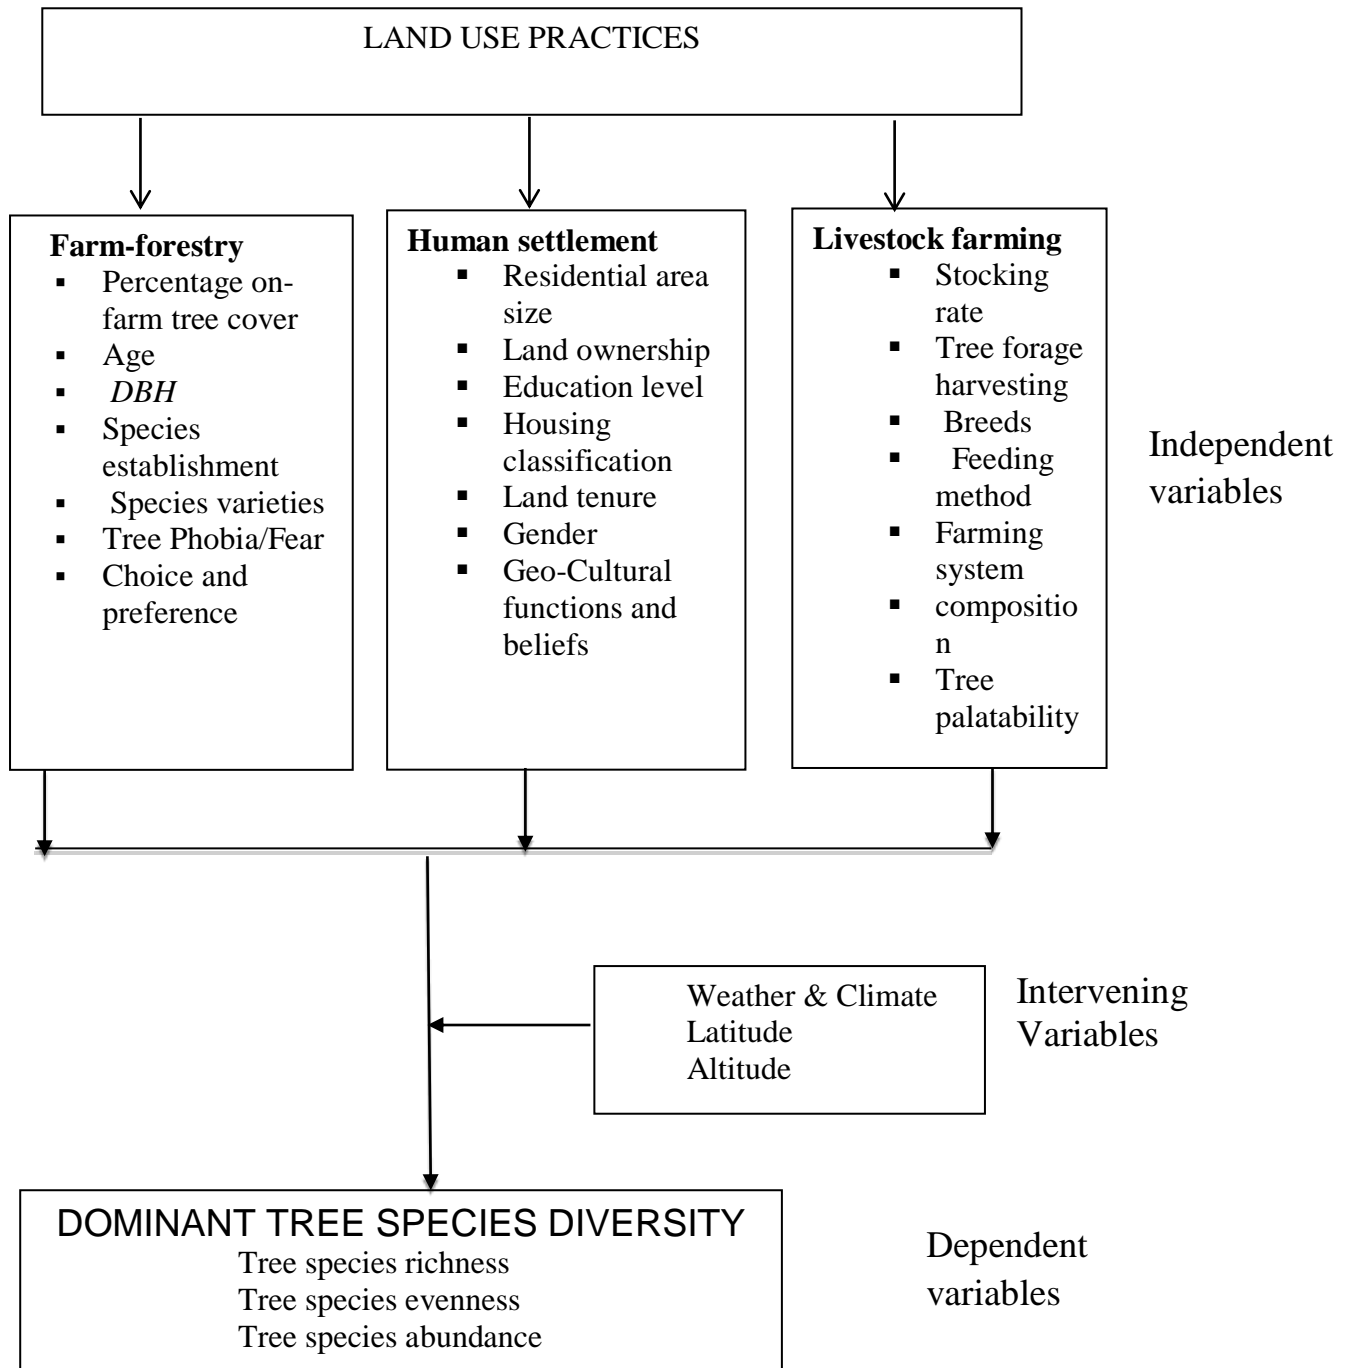 LAND USE PRACTICES
Farm-forestry
▪ Percentage on-
farm tree cover
▪ Age
▪ DBH
▪ Species
establishment
▪ Species varieties
▪ Tree Phobia/Fear
▪ Choice and
preference
Human settlement
▪ Residential area
size
▪ Land ownership
▪ Education level
▪ Housing
classification
▪ Land tenure
▪ Gender
▪ Geo-Cultural
functions and
beliefs
Livestock farming
▪ Stocking
rate
▪ Tree forage
harvesting
▪ Breeds
▪ Feeding
method
▪ Farming
system
▪ compositio
n
▪ Tree
palatability
Independent
variables
Weather & Climate
Latitude
Altitude
Intervening
Variables
DOMINANT TREE SPECIES DIVERSITY
Tree species richness
Tree species evenness
Tree species abundance
Dependent
variables